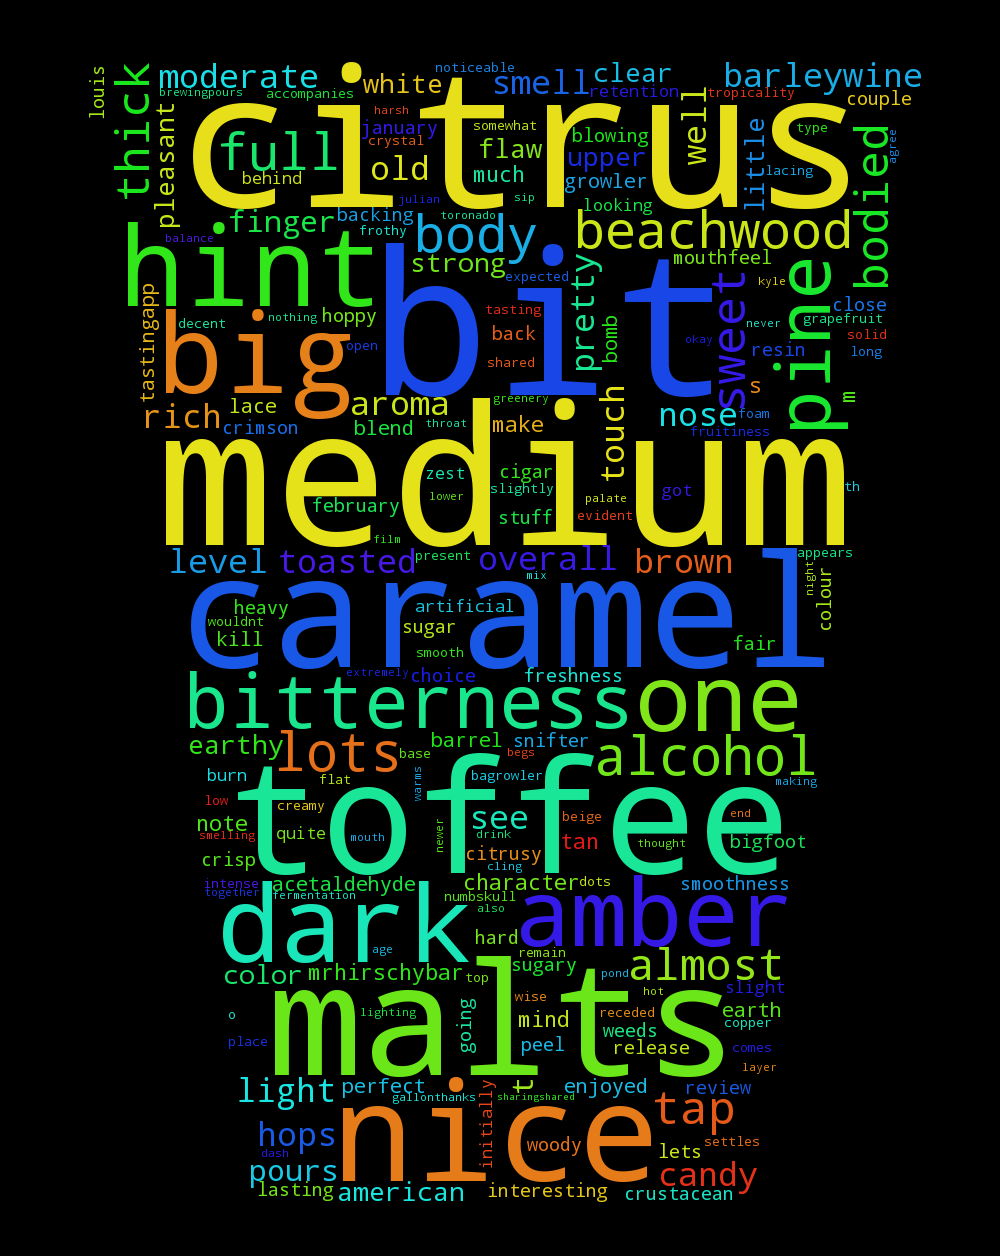 noticeable
louis thick moderate white smell clear barleywine
brewingpours accompanies retention tropicality couple
citrus
harsh
pleasant full january somewhat blowing well little type bodied agree
crystal
behind old flaw upper
much growler lacing
julian sip looking
finger backing toronado beachwood
balance frothy body
hint strong mouthfeel pine
bit
expected pretty sweet kyle
tastingapp decent nothing hoppy tasting bomb never close
grapefruit
big open back okay resin solid
shared long
rich lace aroma greenery touch s m
crimson blend throat make nose foam
fruitiness
medium
zest cigar
slightly got th
february lower palate
stuff evident
film
level toasted present overall brown appears
mix night colour
caramel
heavy artificial
wouldnt sugar
kill smooth fair
extremely choice freshness
bitterness one
earthy lots barrel snifter alcohol
base begs
burn flat warms bagrowler making
toffee
low creamy see beige end
note quite newer
smelling mouth drink tan thought bigfoot
crisp citrusy
cling
intense acetaldehyde character dots smoothness
together fermentation numbskull
dark also amber
age hard
remain
color mrhirschybar top sugary almost
pond
malts
hot slight
o lighting going wise receded earth
mind weeds copper
place peel release comes
layer
light perfect t enjoyed review
gallonthanks sharingshared
nice
initially tap
hops woody settles
dash lets
pours candy
lasting american interesting crustacean